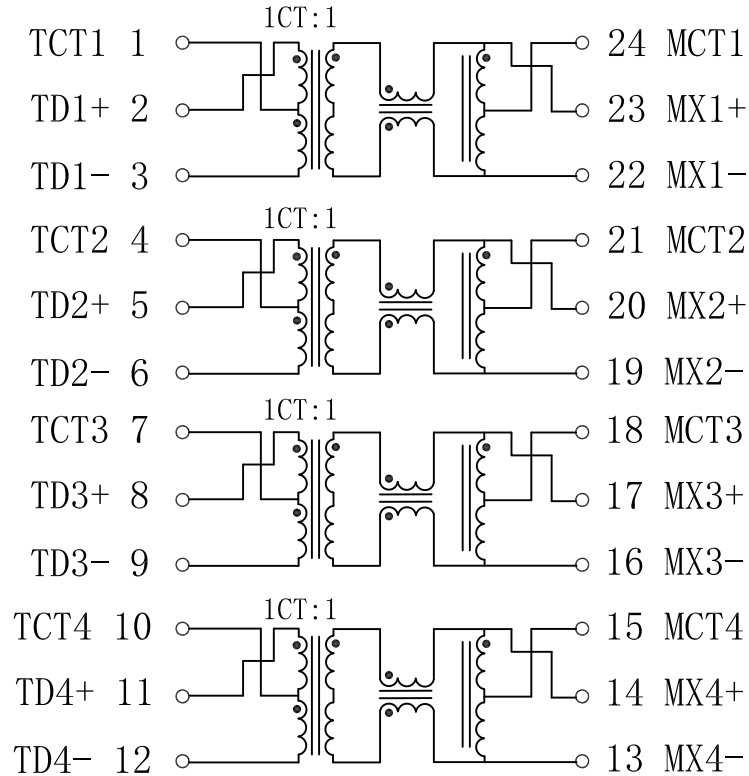 1CT:1
TCT1 1 24 MCT1
TD1+ 2 23 MX1+
TD1- 3 22 MX1-
1CT:1
TCT2 4 21 MCT2
TD2+ 5 20 MX2+
TD2- 6 19 MX2-
1CT:1
TCT3 7 18 MCT3
TD3+ 8 17 MX3+
TD3- 9 16 MX3-
1CT:1
TCT4 10 15 MCT4
TD4+ 11 14 MX4+
TD4- 12 13 MX4-